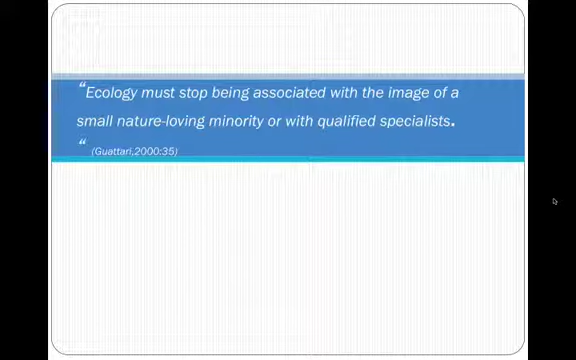 “Ecology must stop being associated with the image of a
small nature-loving minority or with qualified specialists.
“ (Guattari,2000:35)